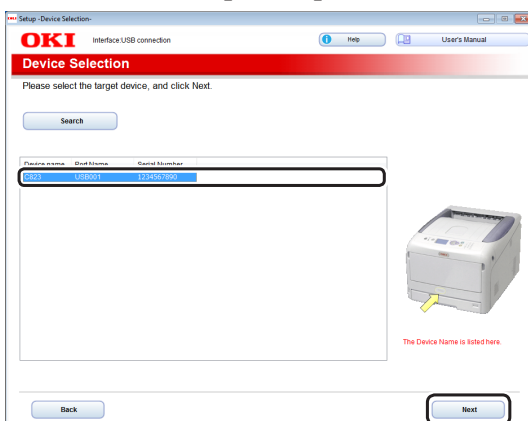 Setup -Device Selection-
OKI Interface:USB connection Help User's Manual
Device Selection
Please select the target device, and click Next.
Search
Device name Port Name Serial Number
C823 USB001 1234567890
The Device Name is listed here
Back Next